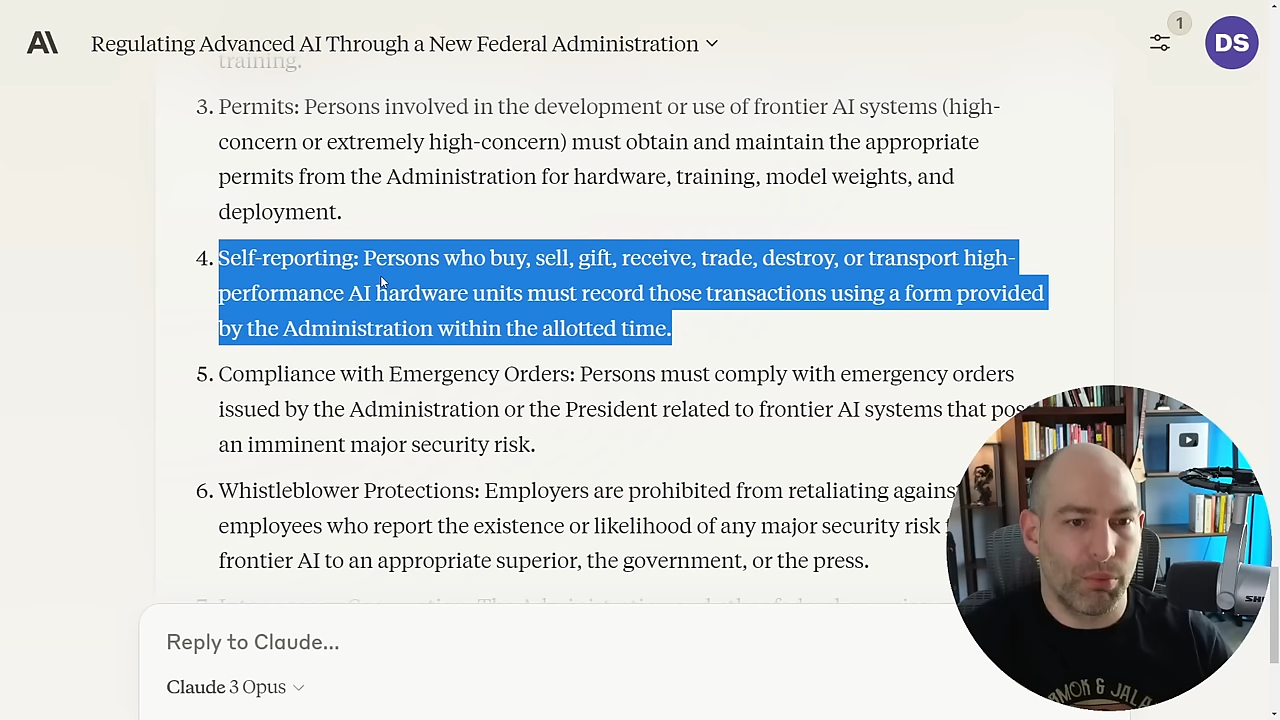 A\
Regulating Advanced AI Through a New Federal Administration
1
DS
training.
3. Permits: Persons involved in the development or use of frontier AI systems (high-
concern or extremely high-concern) must obtain and maintain the appropriate
permits from the Administration for hardware, training, model weights, and
deployment.
4. Self-reporting: Persons who buy, sell, gift, receive, trade, destroy, or transport high-
performance AI hardware units must record those transactions using a form provided
by the Administration within the allotted time.
5. Compliance with Emergency Orders: Persons must comply with emergency orders
issued by the Administration or the President related to frontier AI systems that pos
an imminent major security risk.
6. Whistleblower Protections: Employers are prohibited from retaliating agains
employees who report the existence or likelihood of any major security risk
frontier AI to an appropriate superior, the government, or the press.
Reply to Claude...
Claude 3 Opus
SH
MOK & JALA